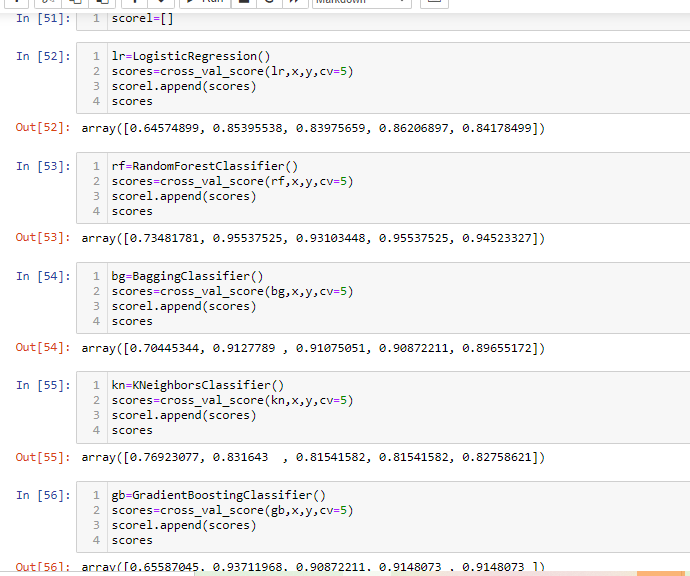 Run
Markdown
In [51]: 1 scorel=[]
In [52]: 1 lr=LogisticRegression()
2 scores=cross_val_score(lr,x,y,cv=5)
3 scorel.append(scores)
4 scores
Out[52]: array([0.64574899, 0.85395538, 0.83975659, 0.86206897, 0.84178499])
In [53]: 1 rf=RandomForestClassifier()
2 scores=cross_val_score(rf,x,y,cv=5)
3 scorel.append(scores)
4 scores
Out[53]: array([0.73481781, 0.95537525, 0.93103448, 0.95537525, 0.94523327])
In [54]: 1 bg=BaggingClassifier()
2 scores=cross_val_score(bg,x,y,cv=5)
3 scorel.append(scores)
4 scores
Out[54]: array([0.70445344, 0.9127789 , 0.91075051, 0.90872211, 0.89655172])
In [55]: 1 kn=KNeighborsClassifier()
2 scores=cross_val_score(kn,x,y,cv=5)
3 scorel.append(scores)
4 scores
Out[55]: array([0.76923077, 0.831643  , 0.81541582, 0.81541582, 0.82758621])
In [56]: 1 gb=GradientBoostingClassifier()
2 scores=cross_val_score(gb,x,y,cv=5)
3 scorel.append(scores)
4 scores
Out[56]: array([0.65587045, 0.93711968, 0.90872211, 0.9148073 , 0.9148073 ])